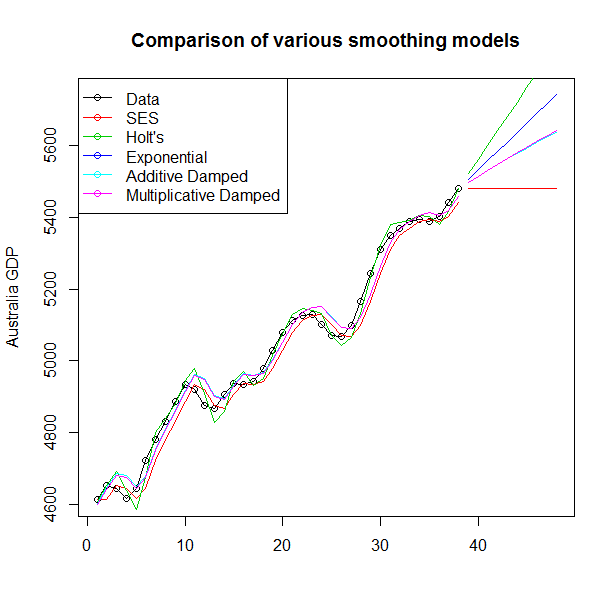 Comparison of various smoothing models
Data
SES
Holt's
Exponential
Additive Damped
Multiplicative Damped
Australia GDP
5600
5400
5200
5000
4800
4600
0 10 20 30 40